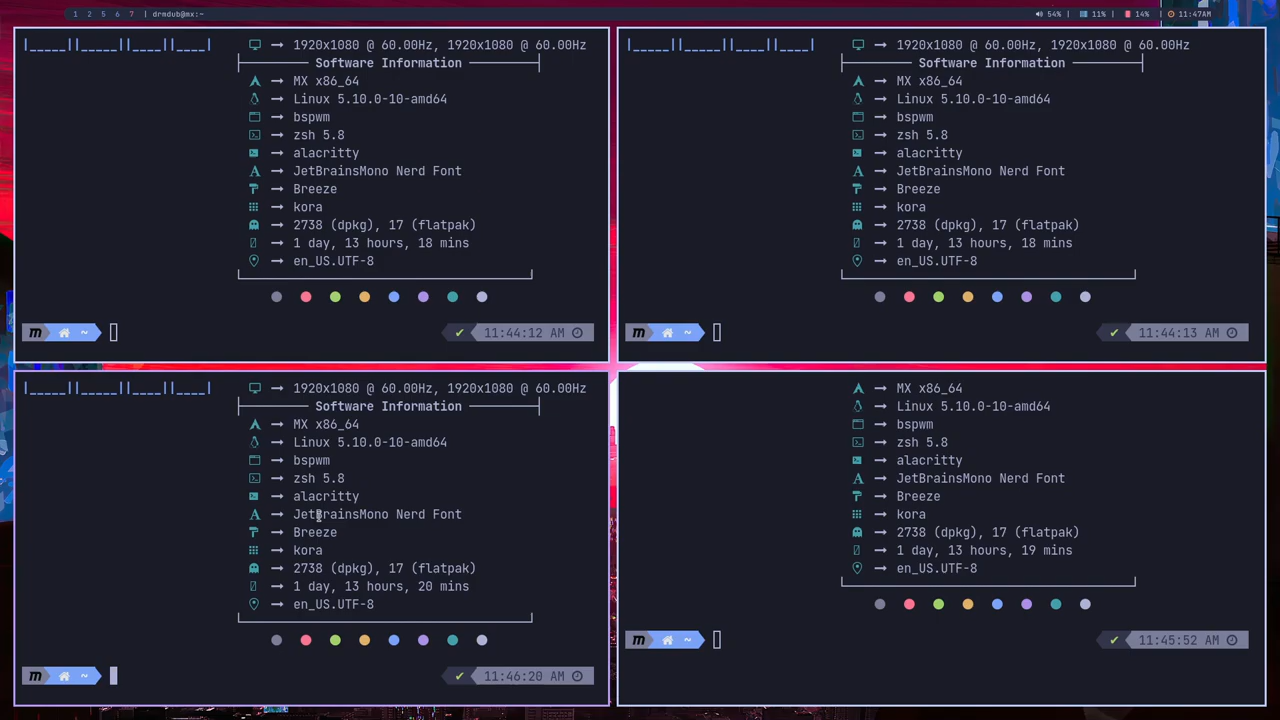 1 2 5 6 7 | drmdub@mx:~
54% | 11% | 14% | 11:47AM
|_____||_____||____||____|
1920x1080 @ 60.00Hz, 1920x1080 @ 60.00Hz
Software Information
MX x86_64
Linux 5.10.0-10-amd64
bspwm
zsh 5.8
alacritty
JetBrainsMono Nerd Font
Breeze
kora
2738 (dpkg), 17 (flatpak)
1 day, 13 hours, 18 mins
en_US.UTF-8
m ~
✔ 11:44:12 AM
|_____||_____||____||____|
1920x1080 @ 60.00Hz, 1920x1080 @ 60.00Hz
Software Information
MX x86_64
Linux 5.10.0-10-amd64
bspwm
zsh 5.8
alacritty
JetBrainsMono Nerd Font
Breeze
kora
2738 (dpkg), 17 (flatpak)
1 day, 13 hours, 18 mins
en_US.UTF-8
m ~
✔ 11:44:13 AM
|_____||_____||____||____|
1920x1080 @ 60.00Hz, 1920x1080 @ 60.00Hz
Software Information
MX x86_64
Linux 5.10.0-10-amd64
bspwm
zsh 5.8
alacritty
JetBrainsMono Nerd Font
Breeze
kora
2738 (dpkg), 17 (flatpak)
1 day, 13 hours, 20 mins
en_US.UTF-8
m ~
✔ 11:46:20 AM
MX x86_64
Linux 5.10.0-10-amd64
bspwm
zsh 5.8
alacritty
JetBrainsMono Nerd Font
Breeze
kora
2738 (dpkg), 17 (flatpak)
1 day, 13 hours, 19 mins
en_US.UTF-8
m ~
✔ 11:45:52 AM